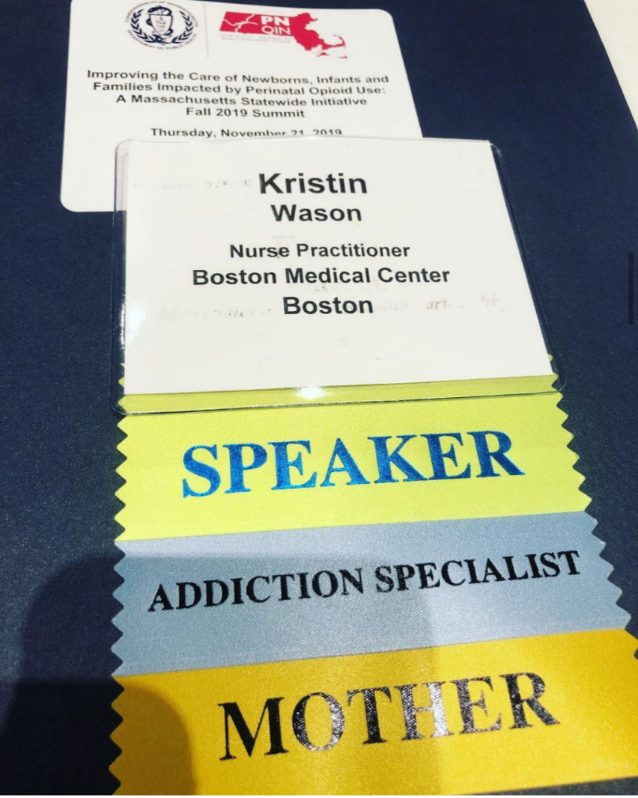 PN
QIN
Improving the Care of Newborns, Infants and
Families Impacted by Perinatal Opioid Use:
A Massachusetts Statewide Initiative
Fall 2019 Summit
Thursday, November 21, 2019
Kristin
Wason
Nurse Practitioner
Boston Medical Center
Boston
SPEAKER
ADDICTION SPECIALIST
MOTHER